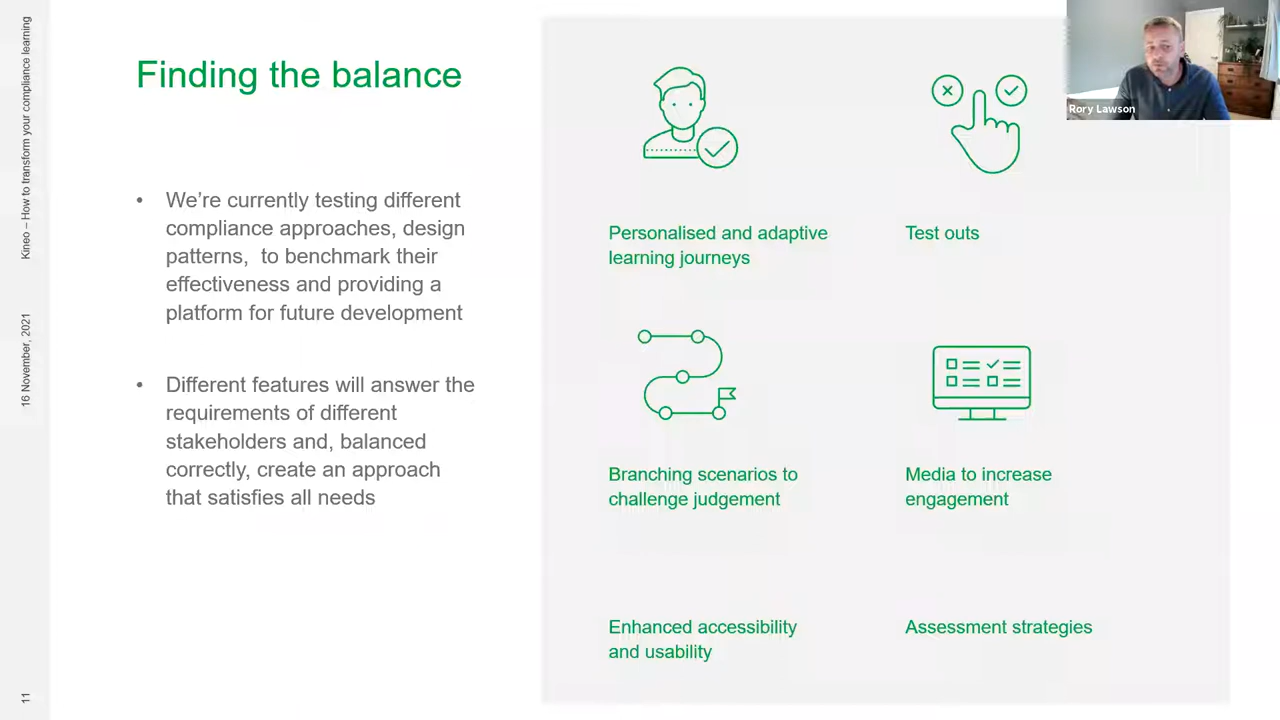 Kineo – How to transform your compliance learning
16 November, 2021
11
Finding the balance
• We’re currently testing different
compliance approaches, design
patterns,  to benchmark their
effectiveness and providing a
platform for future development
• Different features will answer the
requirements of different
stakeholders and, balanced
correctly, create an approach
that satisfies all needs
Personalised and adaptive
learning journeys
Test outs
Branching scenarios to
challenge judgement
Media to increase
engagement
Enhanced accessibility
and usability
Assessment strategies
Rory Lawson